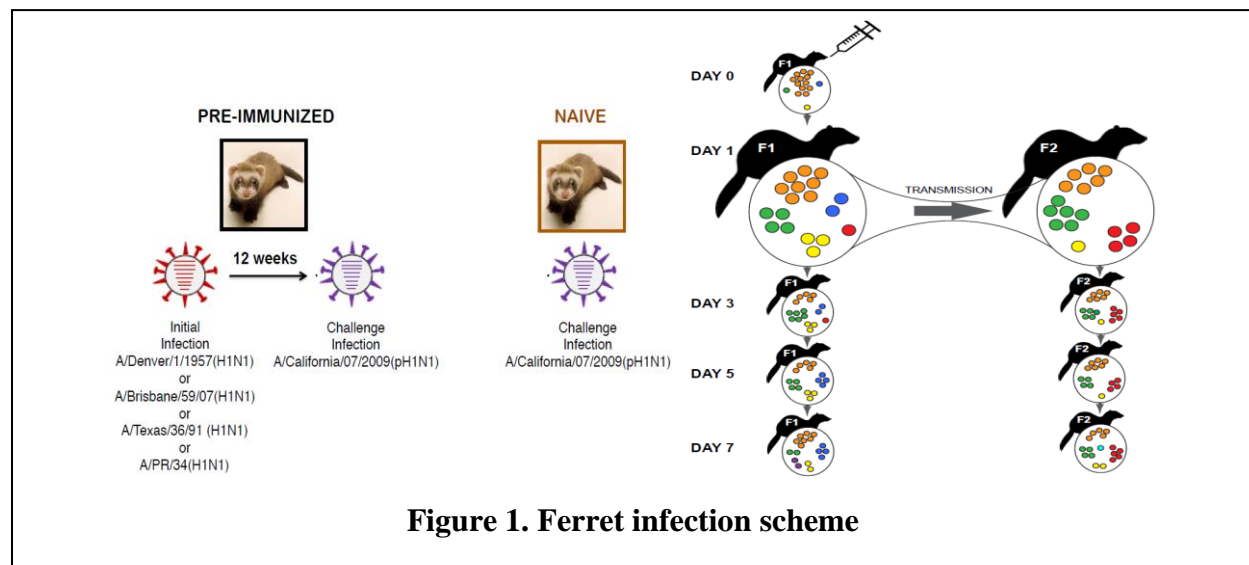 PRE-IMMUNIZED
12 weeks
Initial
Infection
A/Denver/1/1957(H1N1)
or
A/Brisbane/59/07(H1N1)
or
A/Texas/36/91 (H1N1)
or
A/PR/34(H1N1)
Challenge
Infection
A/California/07/2009(pH1N1)
NAIVE
Challenge
Infection
A/California/07/2009(pH1N1)
DAY 0
F1
DAY 1
F1
TRANSMISSION
F2
DAY 3
F1
F2
DAY 5
F1
F2
DAY 7
F1
F2
Figure 1. Ferret infection scheme